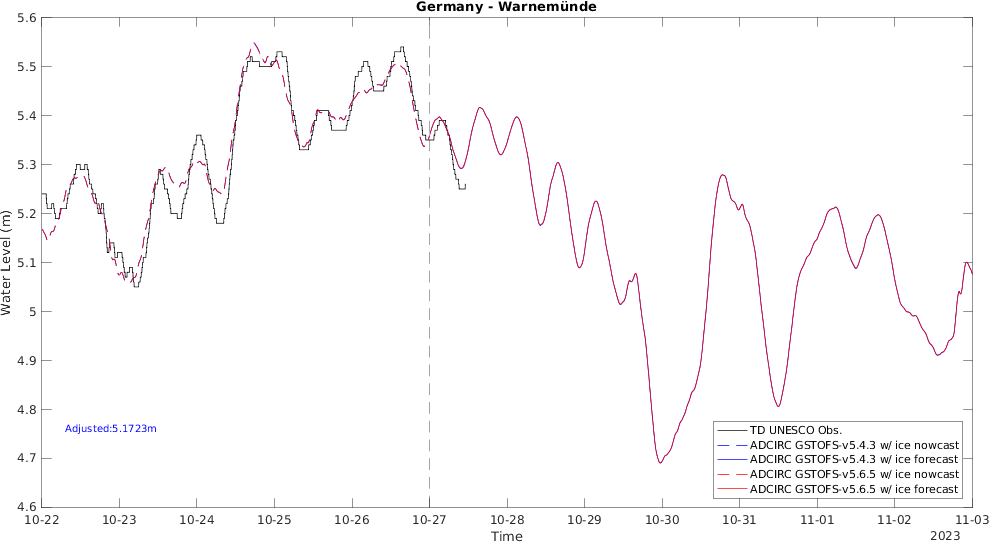 Germany - Warnemünde
5.6
5.5
5.4
5.3
5.2
5.1
5
4.9
4.8
4.7
4.6
Water Level (m)
Adjusted:5.1723m
TD UNESCO Obs.
ADCIRC GSTOFS-v5.4.3 w/ ice nowcast
ADCIRC GSTOFS-v5.4.3 w/ ice forecast
ADCIRC GSTOFS-v5.6.5 w/ ice nowcast
ADCIRC GSTOFS-v5.6.5 w/ ice forecast
10-22 10-23 10-24 10-25 10-26 10-27 10-28 10-29 10-30 10-31 11-01 11-02 11-03
Time
2023